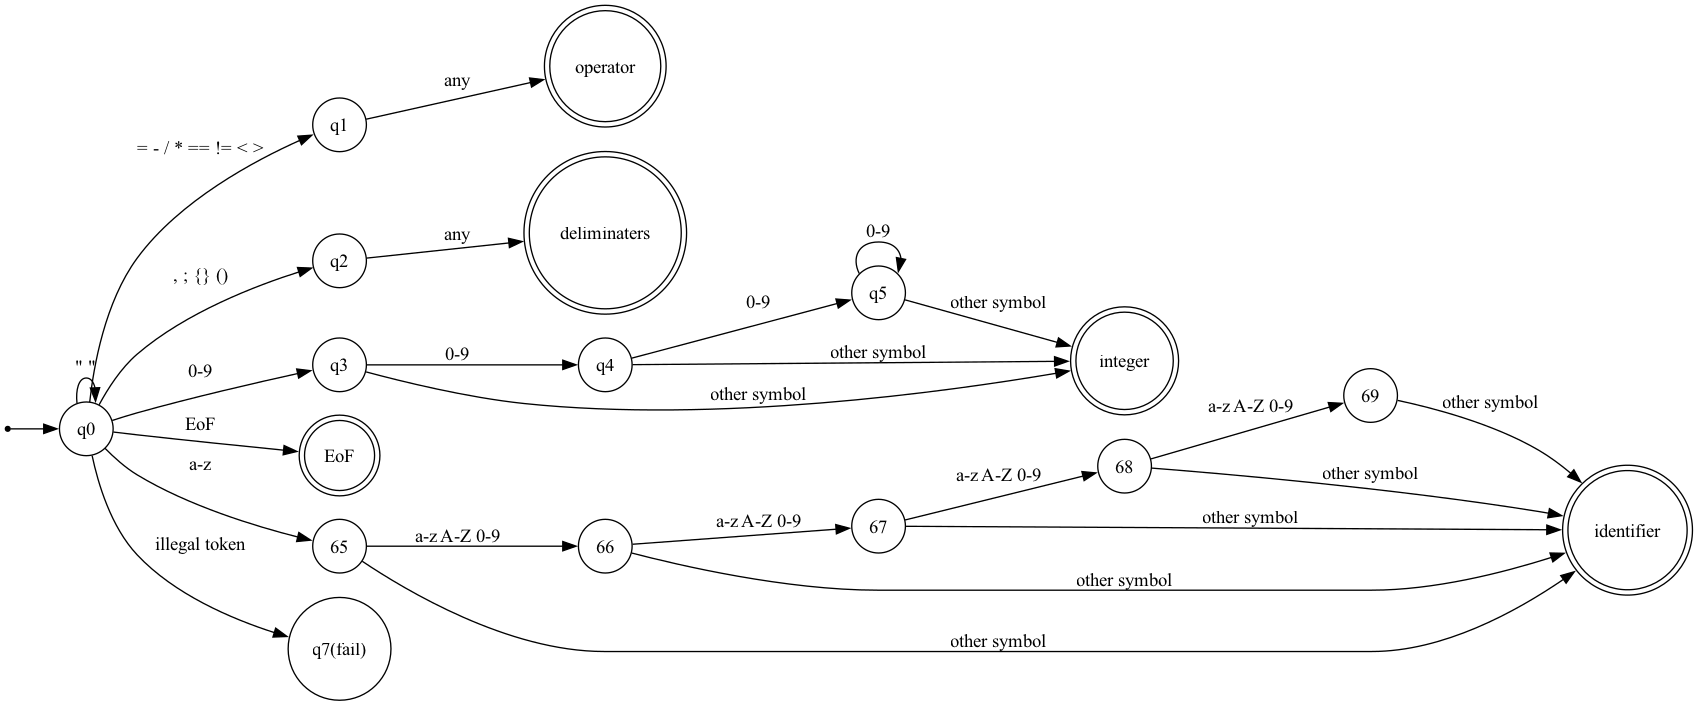 operator
any
q1
= - / * == != < >
deliminaters
any
q2
, ; {} ()
0-9
q5
0-9
other symbol
" "
0-9
q3
0-9
q4
other symbol
integer
other symbol
q0
EoF
EoF
a-z
69
a-z A-Z 0-9
other symbol
68
a-z A-Z 0-9
other symbol
67
a-z A-Z 0-9
other symbol
identifier
65
a-z A-Z 0-9
66
illegal token
other symbol
other symbol
q7(fail)